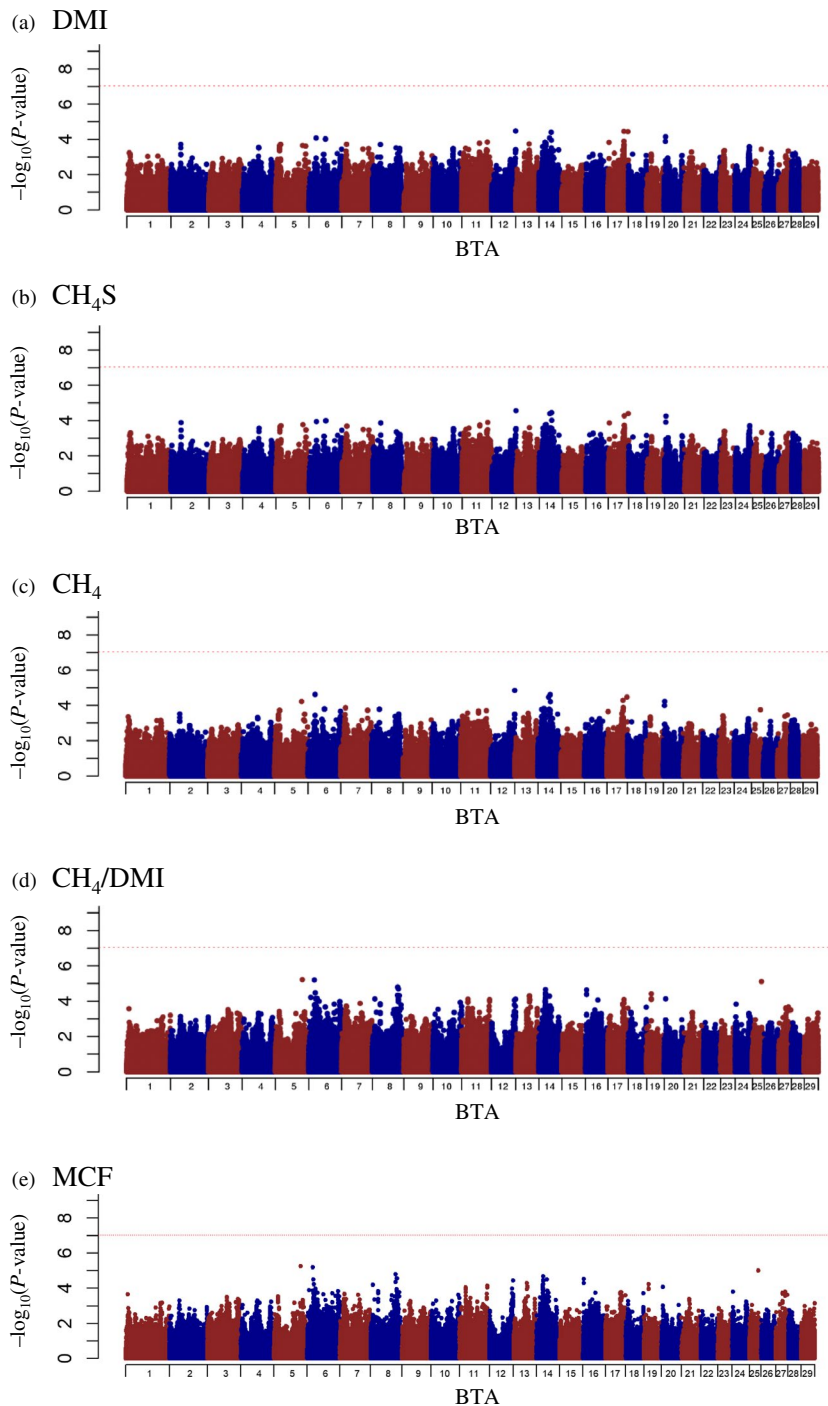 (a) DMI
−log₁₀(P-value)
8
6
4
2
0
1 2 3 4 5 6 7 8 9 10 11 12 13 14 15 16 17 18 19 20 21 22 23 24 25 26 27 28 29
BTA
(b) CH₄S
−log₁₀(P-value)
8
6
4
2
0
1 2 3 4 5 6 7 8 9 10 11 12 13 14 15 16 17 18 19 20 21 22 23 24 25 26 27 28 29
BTA
(c) CH₄
−log₁₀(P-value)
8
6
4
2
0
1 2 3 4 5 6 7 8 9 10 11 12 13 14 15 16 17 18 19 20 21 22 23 24 25 26 27 28 29
BTA
(d) CH₄/DMI
−log₁₀(P-value)
8
6
4
2
0
1 2 3 4 5 6 7 8 9 10 11 12 13 14 15 16 17 18 19 20 21 22 23 24 25 26 27 28 29
BTA
(e) MCF
−log₁₀(P-value)
8
6
4
2
0
1 2 3 4 5 6 7 8 9 10 11 12 13 14 15 16 17 18 19 20 21 22 23 24 25 26 27 28 29
BTA